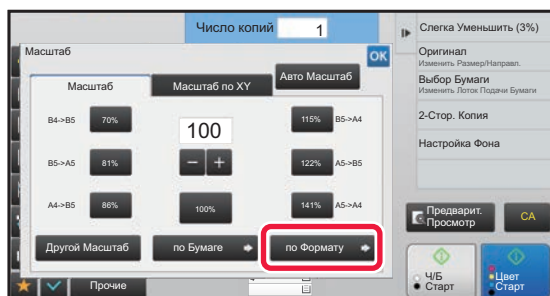 Число копий 1
Масштаб
OK
Масштаб
Масштаб по XY
Авто Масштаб
B4->B5 70%
100
115% B5->A4
B5->A5 81%
− +
122% A5->B5
A4->B5 86%
100%
141% A5->A4
Другой Масштаб
по Бумаге
по Формату
Прочие
Слегка Уменьшить (3%)
Оригинал
Изменить Размер/Направл.
Выбор Бумаги
Изменить Лоток Подачи Бумаги
2-Стор. Копия
Настройка Фона
Предварит.
Просмотр
CA
Ч/Б
Старт
Цвет
Старт